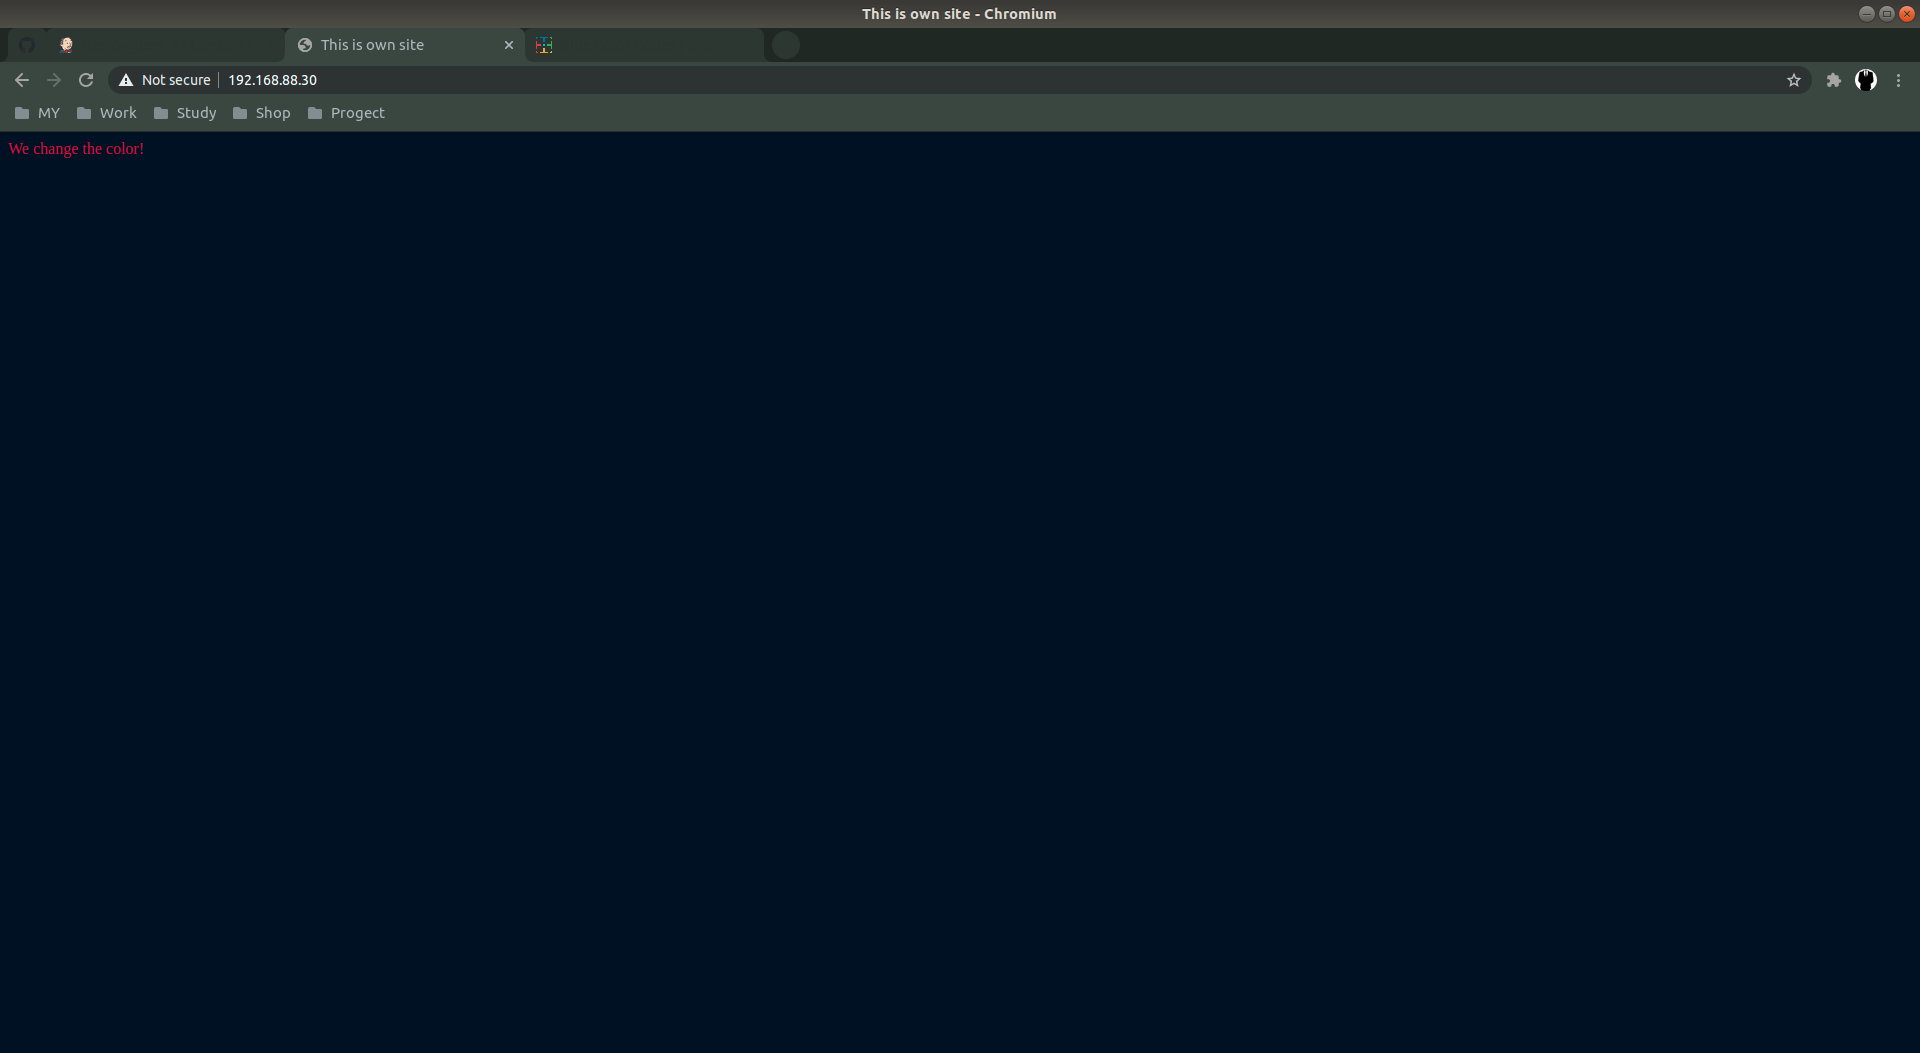 This is own site - Chromium
This is own site
Not secure 192.168.88.30
MY Work Study Shop Progect
We change the color!